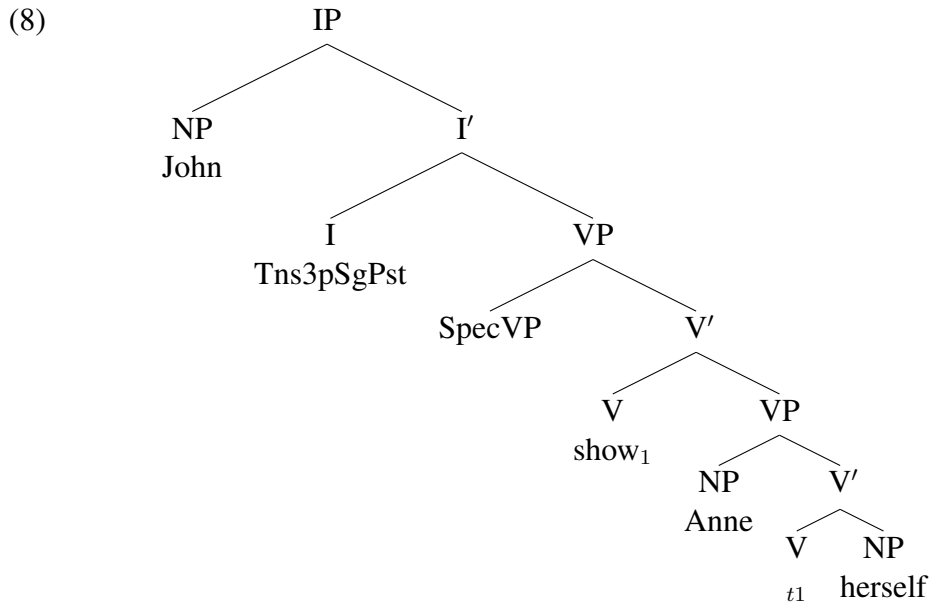 (8) IP
NP I′
John
I VP
Tns3pSgPst
SpecVP V′
V VP
show₁
NP V′
Anne
V NP
t1 herself